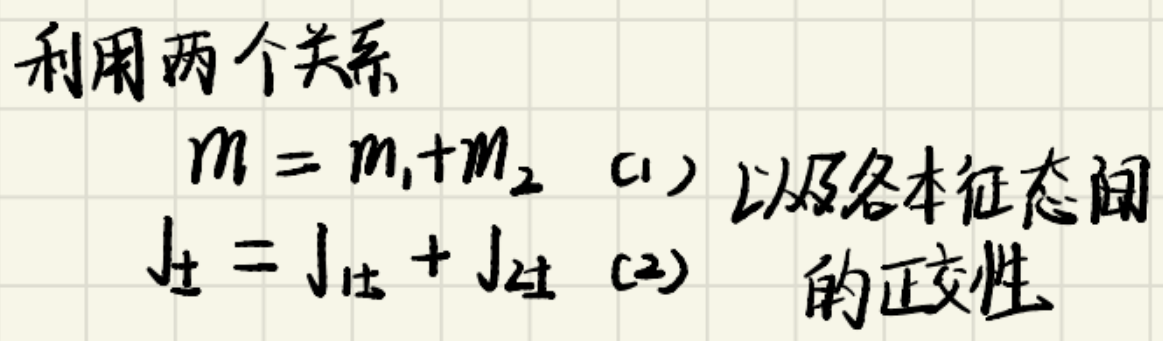 利用两个关系
m = m₁+m₂ (1) 以及各本征态间
J± = J₁± + J₂± (2) 的正交性